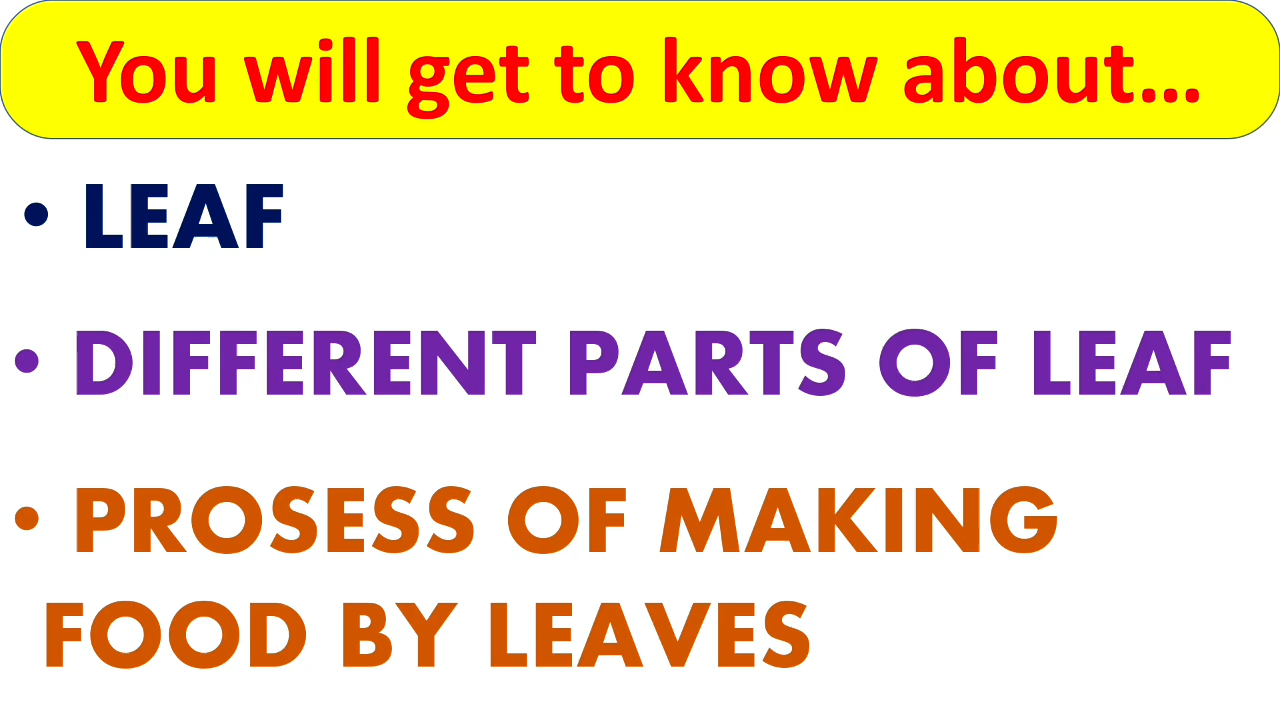 You will get to know about...
• LEAF
• DIFFERENT PARTS OF LEAF
• PROSESS OF MAKING
FOOD BY LEAVES